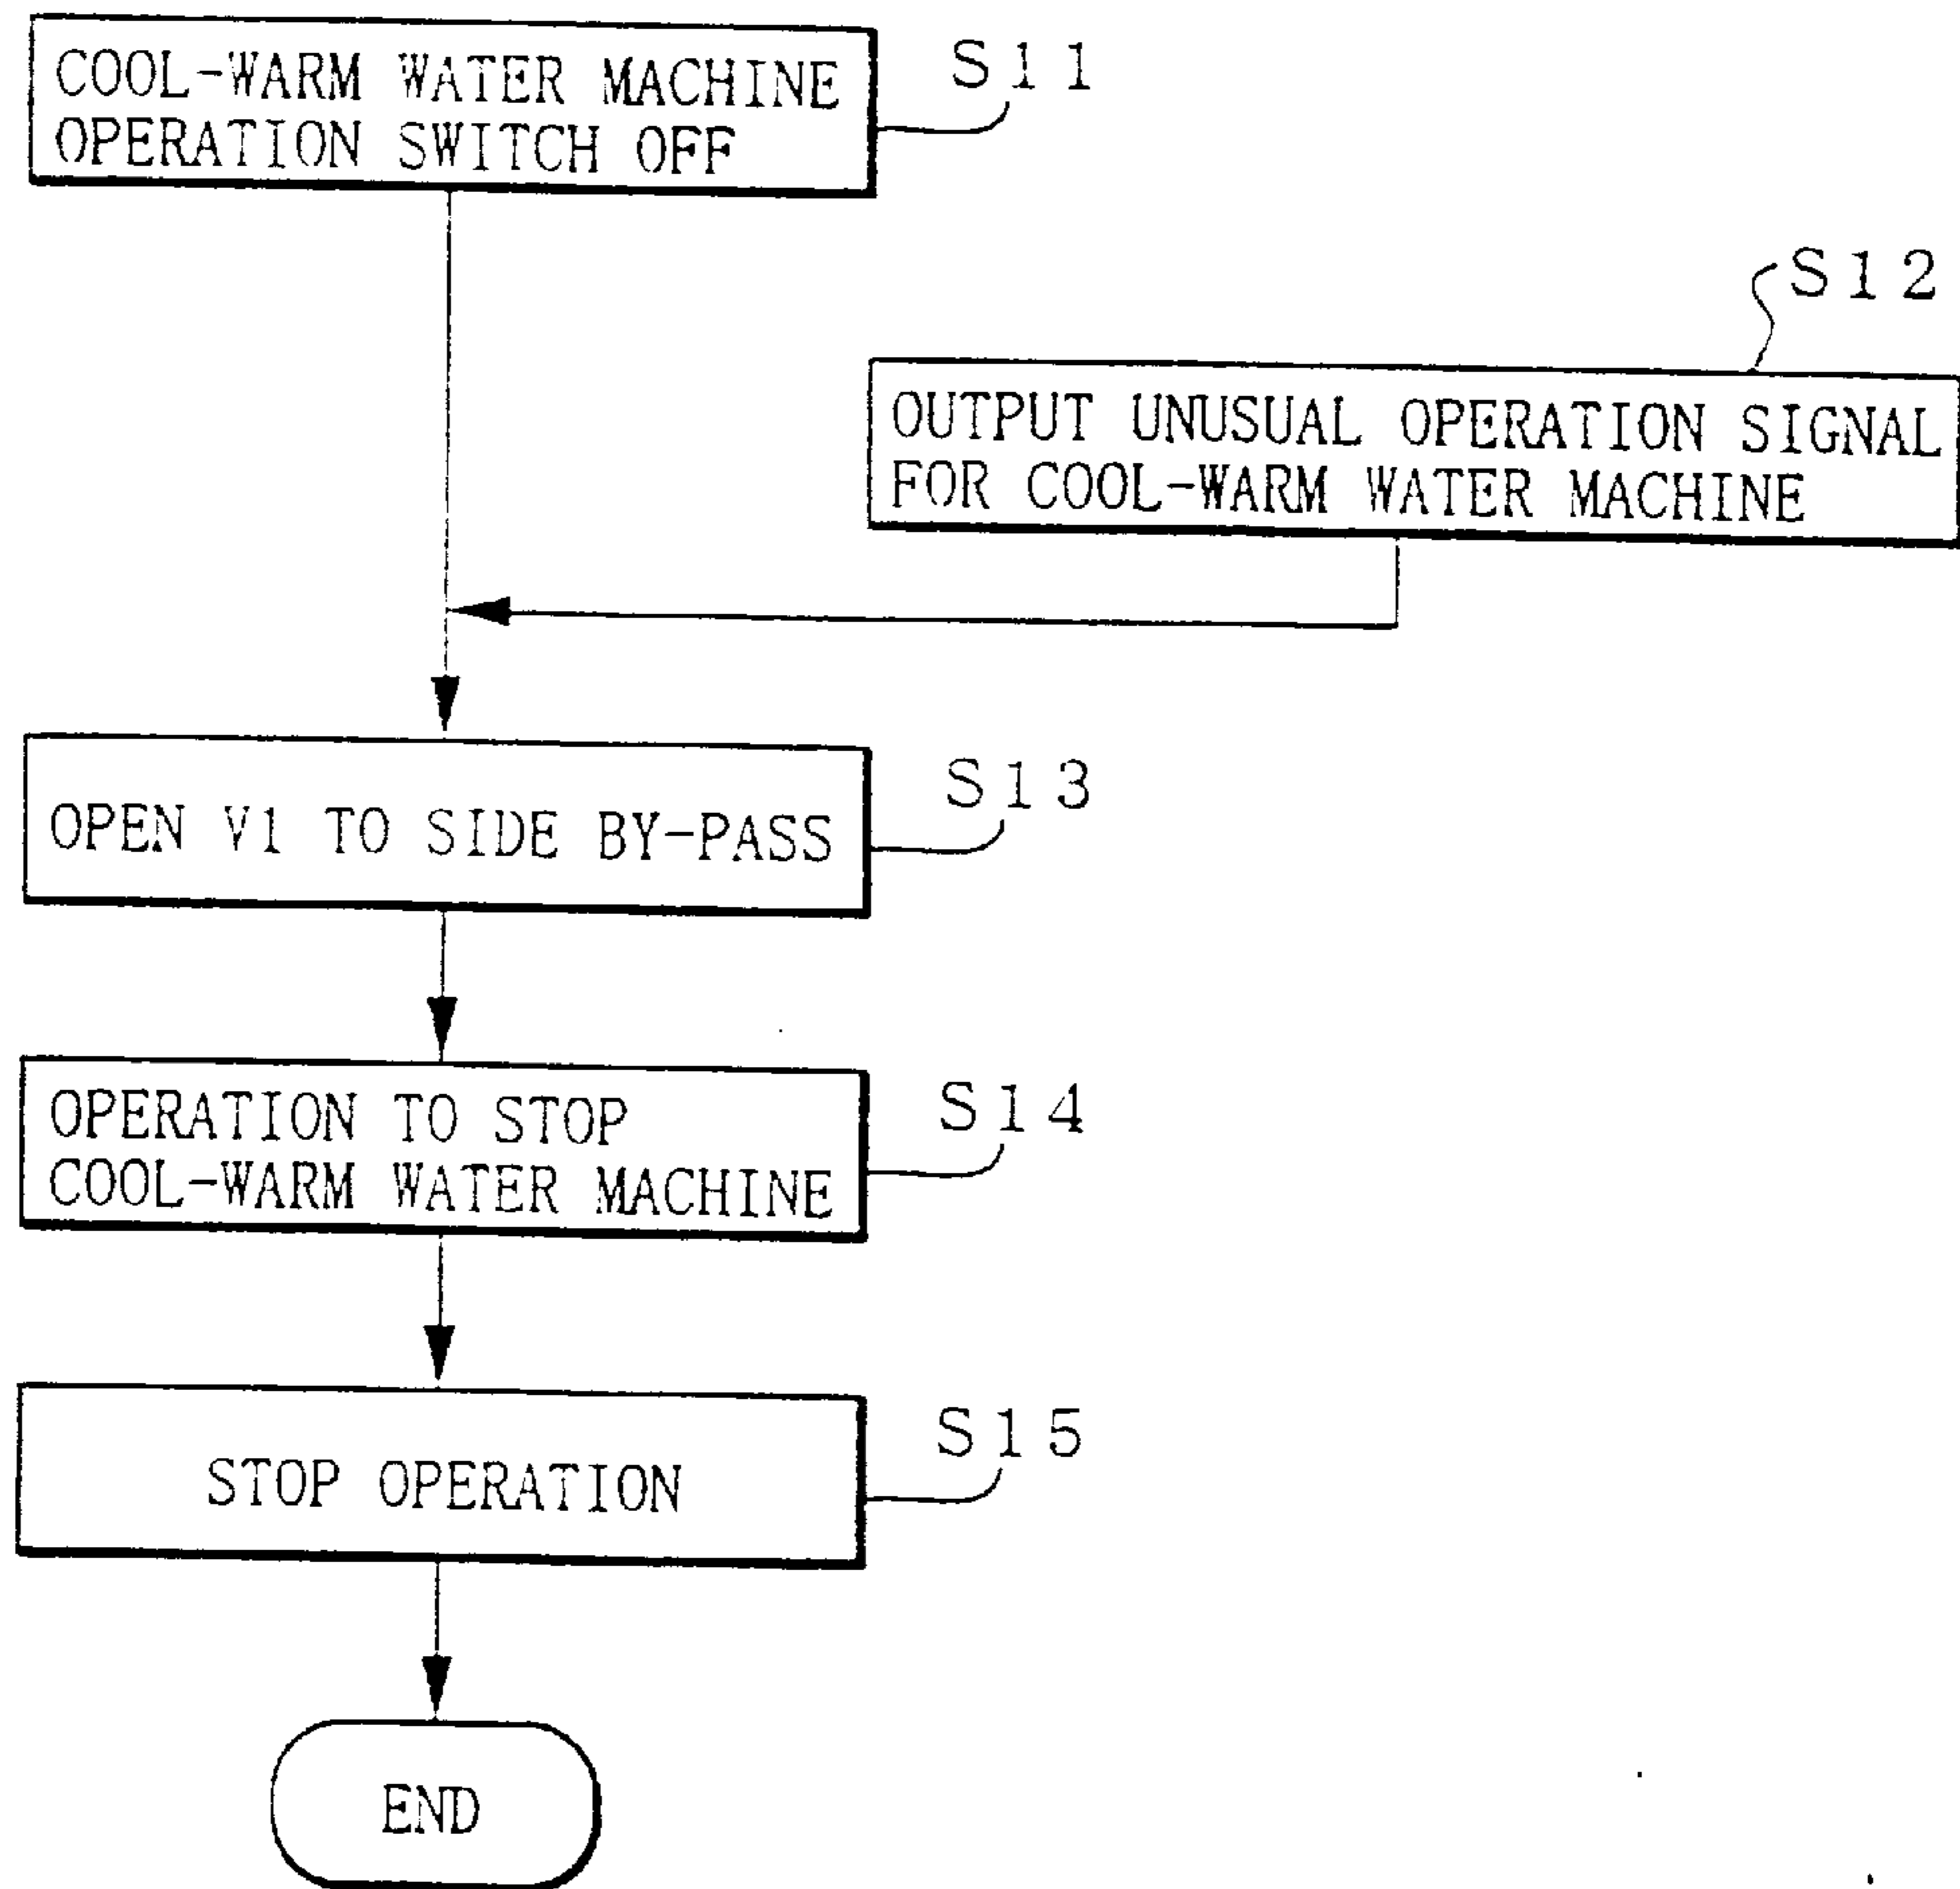 COOL-WARM WATER MACHINE
OPERATION SWITCH OFF
S11
S12
OUTPUT UNUSUAL OPERATION SIGNAL
FOR COOL-WARM WATER MACHINE
OPEN V1 TO SIDE BY-PASS
S13
OPERATION TO STOP
COOL-WARM WATER MACHINE
S14
STOP OPERATION
S15
END